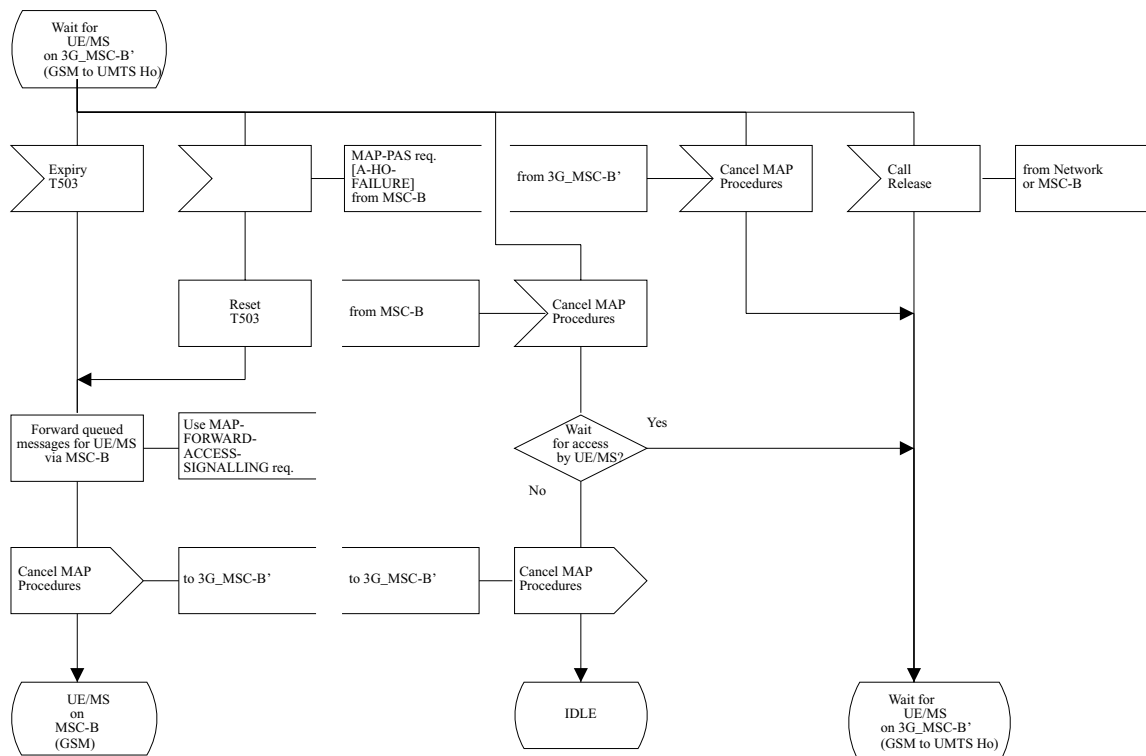 Wait for
UE/MS
on 3G_MSC-B’
(GSM to UMTS Ho)
Expiry
T503
MAP-PAS req.
[A-HO-
FAILURE]
from MSC-B
from 3G_MSC-B’
Cancel MAP
Procedures
Call
Release
from Network
or MSC-B
Reset
T503
from MSC-B
Cancel MAP
Procedures
Forward queued
messages for UE/MS
via MSC-B
Use MAP-
FORWARD-
ACCESS-
SIGNALLING req.
Wait
for access
by UE/MS?
Yes
No
Cancel MAP
Procedures
to 3G_MSC-B’
to 3G_MSC-B’
Cancel MAP
Procedures
UE/MS
on
MSC-B
(GSM)
IDLE
Wait for
UE/MS
on 3G_MSC-B’
(GSM to UMTS Ho)